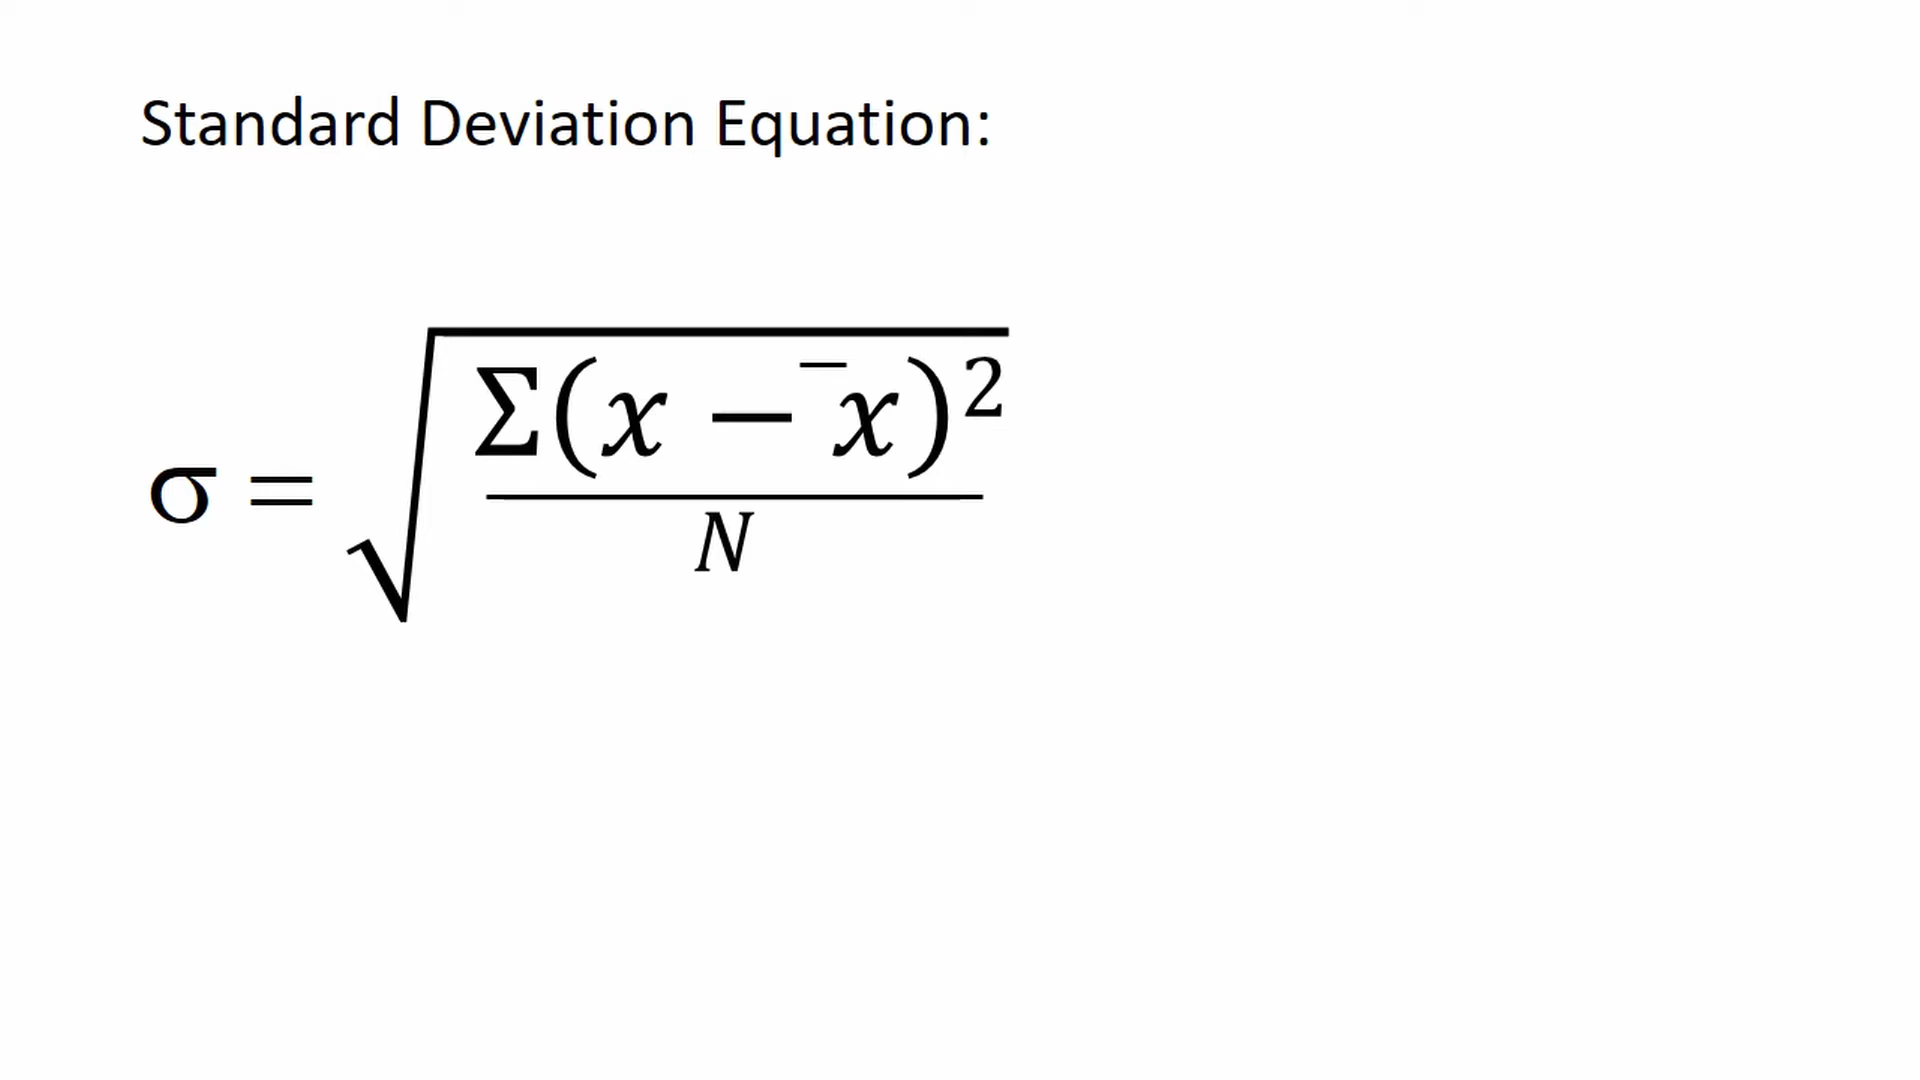 Standard Deviation Equation:
σ = √(Σ(x − x̄)² / N)